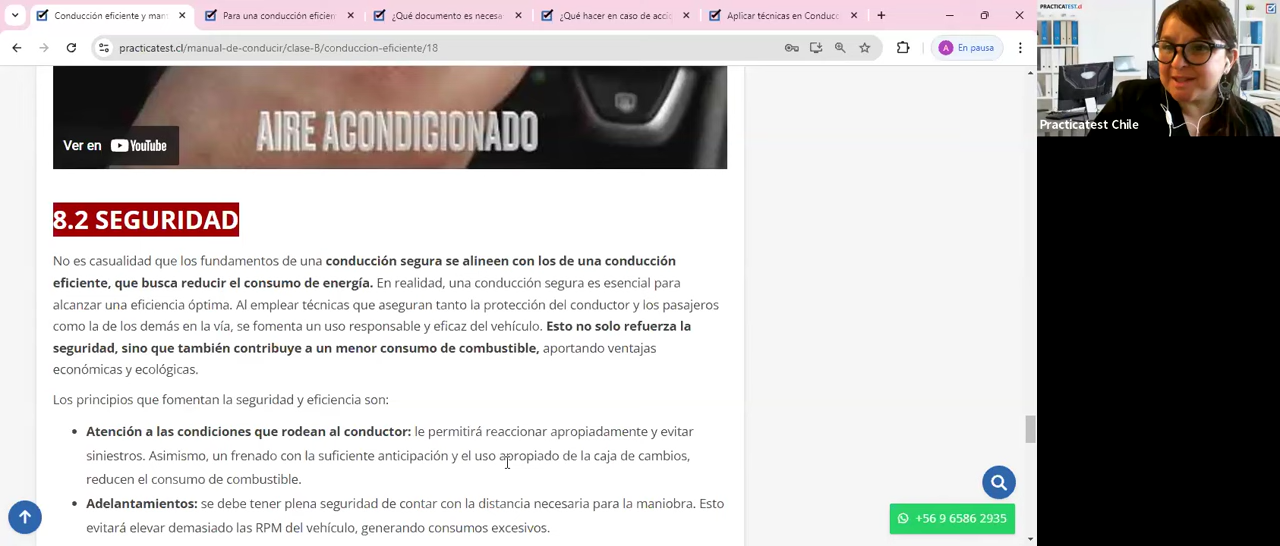 Conducción eficiente y mant
Para una conducción eficien
¿Qué documento es necesa
¿Qué hacer en caso de accid
Aplicar técnicas en Conducc
practicatest.cl/manual-de-conducir/clase-B/conduccion-eficiente/18
A
En pausa
PRACTICATEST.cl
Practicatest Chile
AIRE ACONDICIONADO
Ver en YouTube
8.2 SEGURIDAD
No es casualidad que los fundamentos de una conducción segura se alineen con los de una conducción
eficiente, que busca reducir el consumo de energía. En realidad, una conducción segura es esencial para
alcanzar una eficiencia óptima. Al emplear técnicas que aseguran tanto la protección del conductor y los pasajeros
como la de los demás en la vía, se fomenta un uso responsable y eficaz del vehículo. Esto no solo refuerza la
seguridad, sino que también contribuye a un menor consumo de combustible, aportando ventajas
económicas y ecológicas.
Los principios que fomentan la seguridad y eficiencia son:
• Atención a las condiciones que rodean al conductor: le permitirá reaccionar apropiadamente y evitar
siniestros. Asimismo, un frenado con la suficiente anticipación y el uso apropiado de la caja de cambios,
reducen el consumo de combustible.
• Adelantamientos: se debe tener plena seguridad de contar con la distancia necesaria para la maniobra. Esto
evitará elevar demasiado las RPM del vehículo, generando consumos excesivos.
+56 9 6586 2935